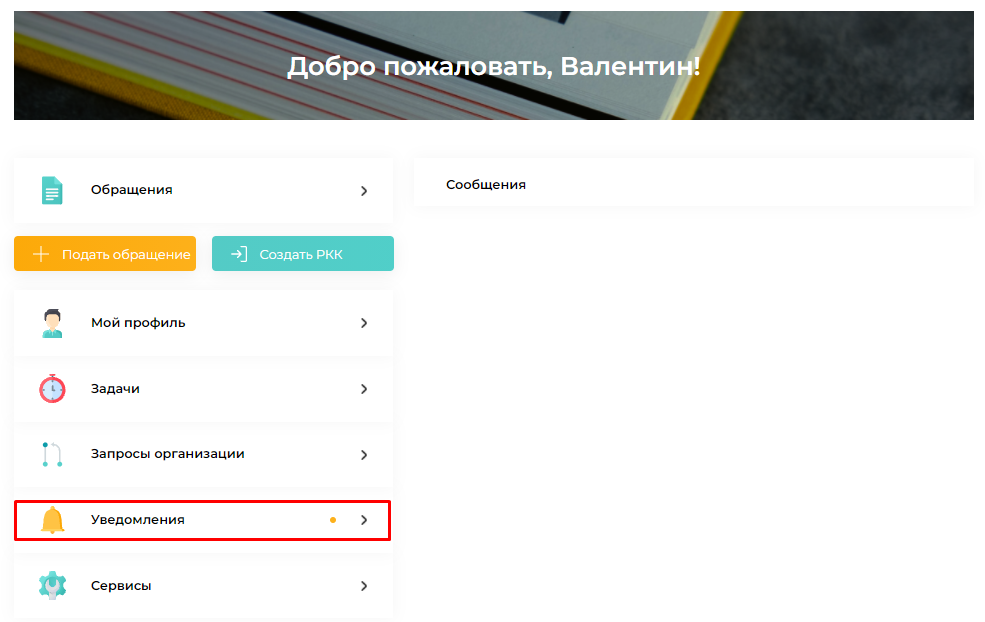 Добро пожаловать, Валентин!
Обращения
Сообщения
Подать обращение
Создать РКК
Мой профиль
Задачи
Запросы организации
Уведомления
Сервисы